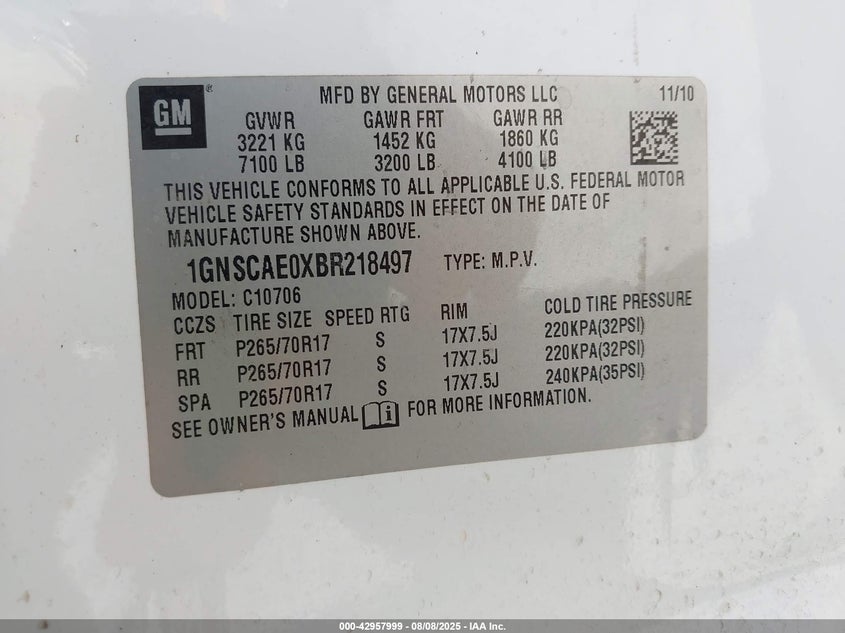 GM ®
MFD BY GENERAL MOTORS LLC 11/10
GVWR GAWR FRT GAWR RR
3221 KG 1452 KG 1860 KG
7100 LB 3200 LB 4100 LB
THIS VEHICLE CONFORMS TO ALL APPLICABLE U.S. FEDERAL MOTOR
VEHICLE SAFETY STANDARDS IN EFFECT ON THE DATE OF
MANUFACTURE SHOWN ABOVE.
1GNSCAE0XBR218497 TYPE: M.P.V.
MODEL: C10706
CCZS TIRE SIZE SPEED RTG RIM COLD TIRE PRESSURE
FRT P265/70R17 S 17X7.5J 220KPA(32PSI)
RR P265/70R17 S 17X7.5J 220KPA(32PSI)
SPA P265/70R17 S 17X7.5J 240KPA(35PSI)
SEE OWNER'S MANUAL i FOR MORE INFORMATION.
000-42957999 - 08/08/2025 - IAA Inc.